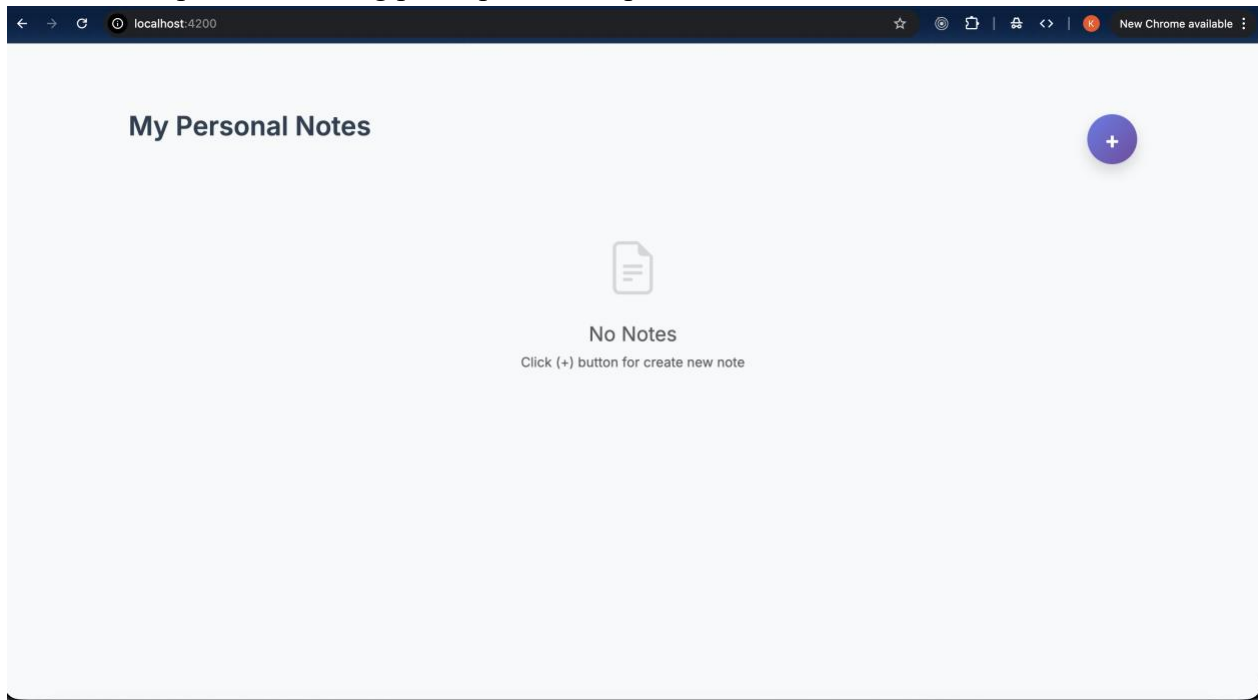 localhost:4200
New Chrome available
K
My Personal Notes
+
No Notes
Click (+) button for create new note